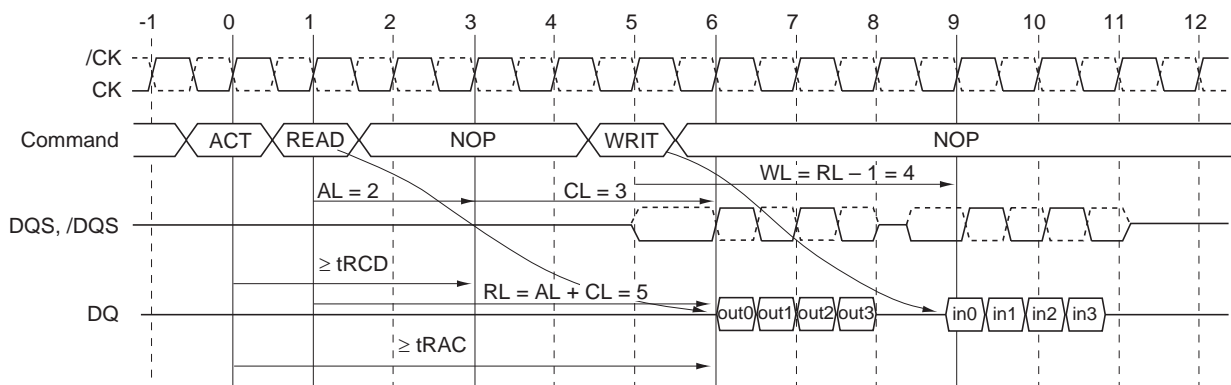 -1 0 1 2 3 4 5 6 7 8 9 10 11 12
/CK
CK
Command ACT READ NOP WRIT NOP
WL = RL – 1 = 4
AL = 2 CL = 3
DQS, /DQS
≥ tRCD
RL = AL + CL = 5
DQ out0 out1 out2 out3 in0 in1 in2 in3
≥ tRAC